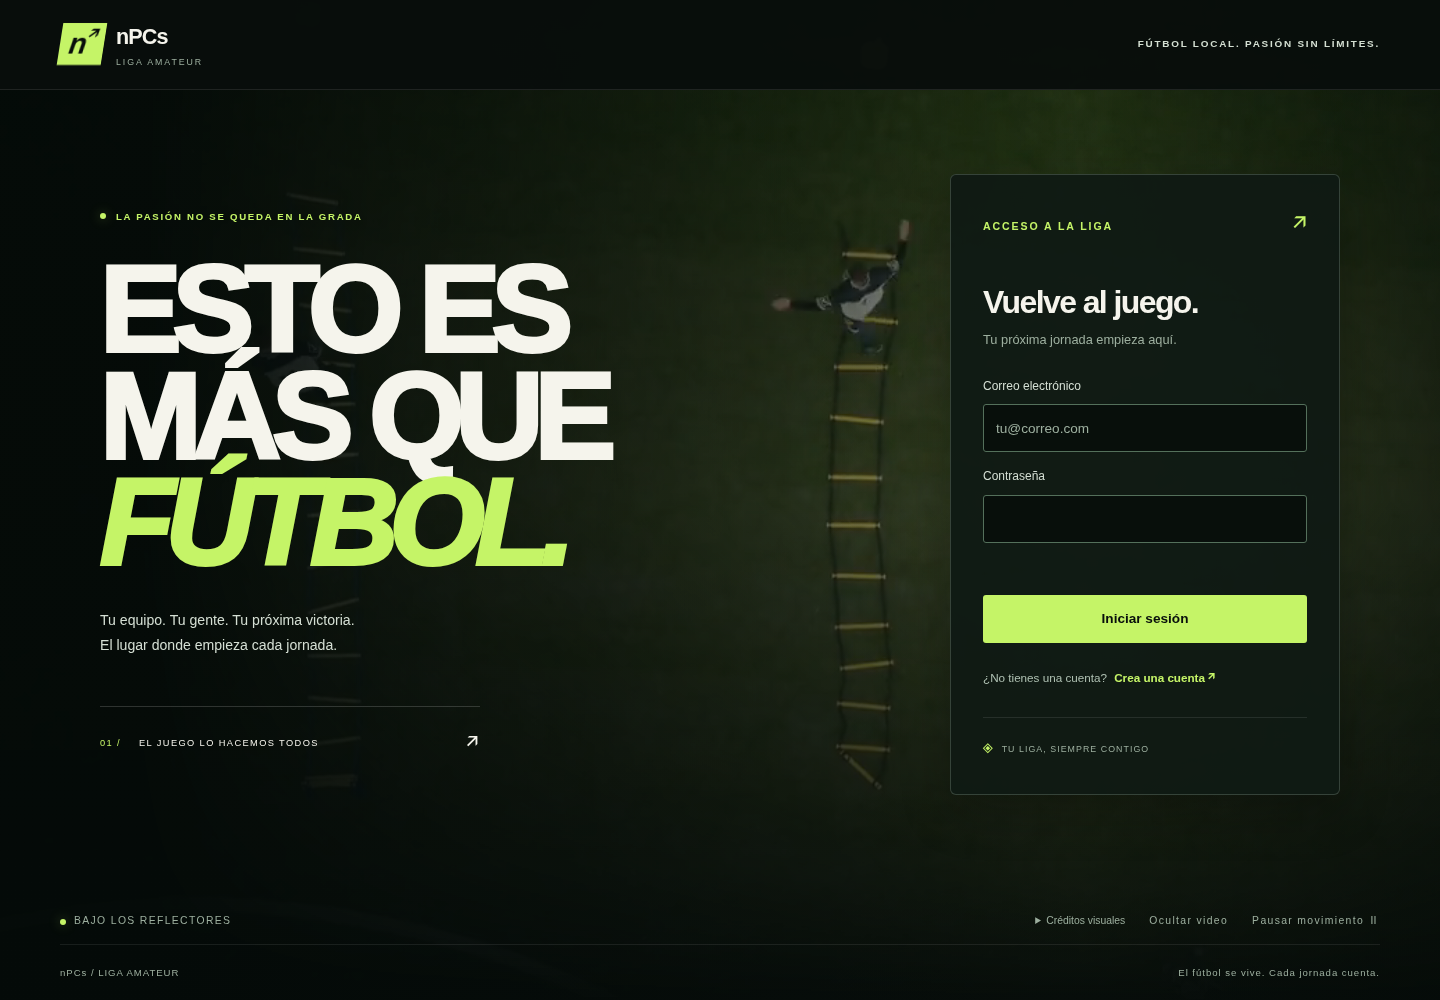 n
nPCs
LIGA AMATEUR
FÚTBOL LOCAL. PASIÓN SIN LÍMITES.
LA PASIÓN NO SE QUEDA EN LA GRADA
ESTO ES
MÁS QUE
FÚTBOL.
Tu equipo. Tu gente. Tu próxima victoria.
El lugar donde empieza cada jornada.
01 / EL JUEGO LO HACEMOS TODOS
ACCESO A LA LIGA
Vuelve al juego.
Tu próxima jornada empieza aquí.
Correo electrónico
tu@correo.com
Contraseña
Iniciar sesión
¿No tienes una cuenta? Crea una cuenta
TU LIGA, SIEMPRE CONTIGO
BAJO LOS REFLECTORES
Créditos visuales Ocultar video Pausar movimiento
nPCs / LIGA AMATEUR
El fútbol se vive. Cada jornada cuenta.